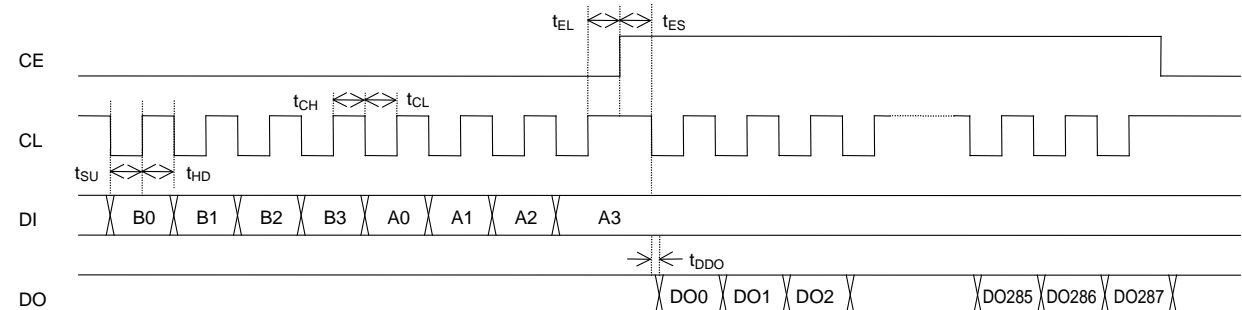 tEL tES
CE
tCH tCL
CL
tSU tHD
DI B0 B1 B2 B3 A0 A1 A2 A3
tDDO
DO DO0 DO1 DO2 DO285 DO286 DO287